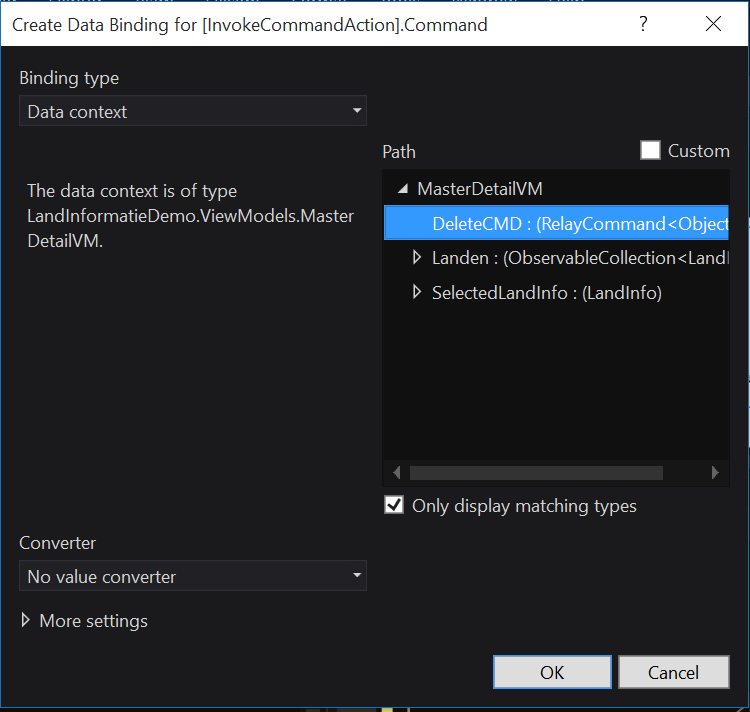 Create Data Binding for [InvokeCommandAction].Command
?
Binding type
Data context
Path
Custom
The data context is of type
LandInformatieDemo.ViewModels.Master
DetailVM.
MasterDetailVM
DeleteCMD : (RelayCommand<Object
Landen : (ObservableCollection<LandI
SelectedLandInfo : (LandInfo)
Only display matching types
Converter
No value converter
More settings
OK
Cancel